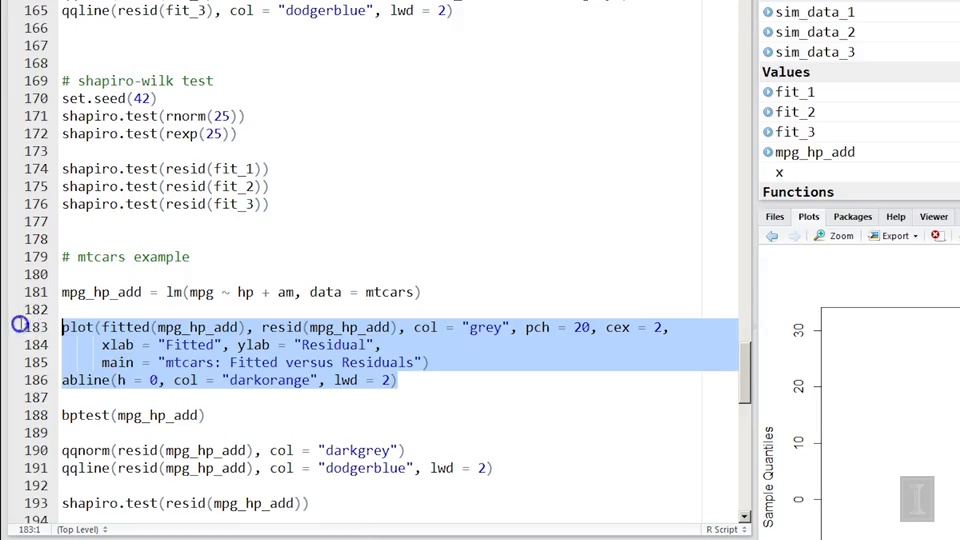 165 qqline(resid(fit_3), col = "dodgerblue", lwd = 2)
166
167
168
169 # shapiro-wilk test
170 set.seed(42)
171 shapiro.test(rnorm(25))
172 shapiro.test(rexp(25))
173
174 shapiro.test(resid(fit_1))
175 shapiro.test(resid(fit_2))
176 shapiro.test(resid(fit_3))
177
178
179 # mtcars example
180
181 mpg_hp_add = lm(mpg ~ hp + am, data = mtcars)
182
183 plot(fitted(mpg_hp_add), resid(mpg_hp_add), col = "grey", pch = 20, cex = 2,
184 xlab = "Fitted", ylab = "Residual",
185 main = "mtcars: Fitted versus Residuals")
186 abline(h = 0, col = "darkorange", lwd = 2)
187
188 bptest(mpg_hp_add)
189
190 qqnorm(resid(mpg_hp_add), col = "darkgrey")
191 qqline(resid(mpg_hp_add), col = "dodgerblue", lwd = 2)
192
193 shapiro.test(resid(mpg_hp_add))
194
183:1 (Top Level) R Script
sim_data_1
sim_data_2
sim_data_3
Values
fit_1
fit_2
fit_3
mpg_hp_add
x
Functions
Files Plots Packages Help Viewer
Zoom Export
30
20
10
0
Sample Quantiles
I